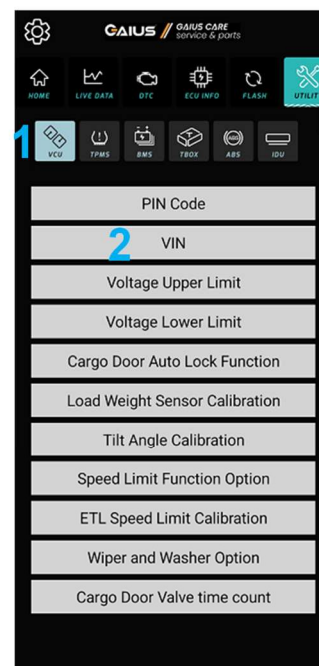 GAIUS // GAIUS CARE
service & parts
HOME LIVE DATA DTC ECU INFO FLASH UTILIT
1 VCU TPMS BMS TBOX ABS IDU
PIN Code
2 VIN
Voltage Upper Limit
Voltage Lower Limit
Cargo Door Auto Lock Function
Load Weight Sensor Calibration
Tilt Angle Calibration
Speed Limit Function Option
ETL Speed Limit Calibration
Wiper and Washer Option
Cargo Door Valve time count